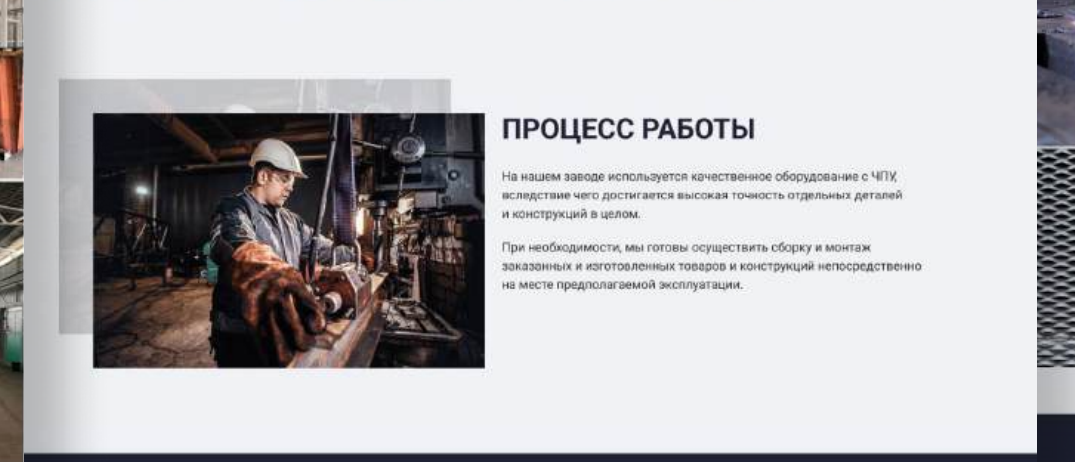 ПРОЦЕСС РАБОТЫ
На нашем заводе используется качественное оборудование с ЧПУ,
вследствие чего достигается высокая точность отдельных деталей
и конструкций в целом.
При необходимости, мы готовы осуществить сборку и монтаж
заказанных и изготовленных товаров и конструкций непосредственно
на месте предполагаемой эксплуатации.